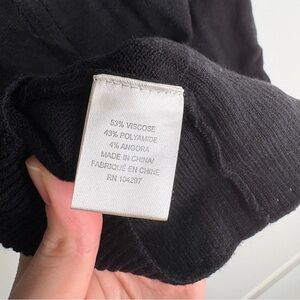 53% VISCOSE
43% POLYAMIDE
4% ANGORA
MADE IN CHINA/
FABRIQUÉ EN CHINE
RN 104297